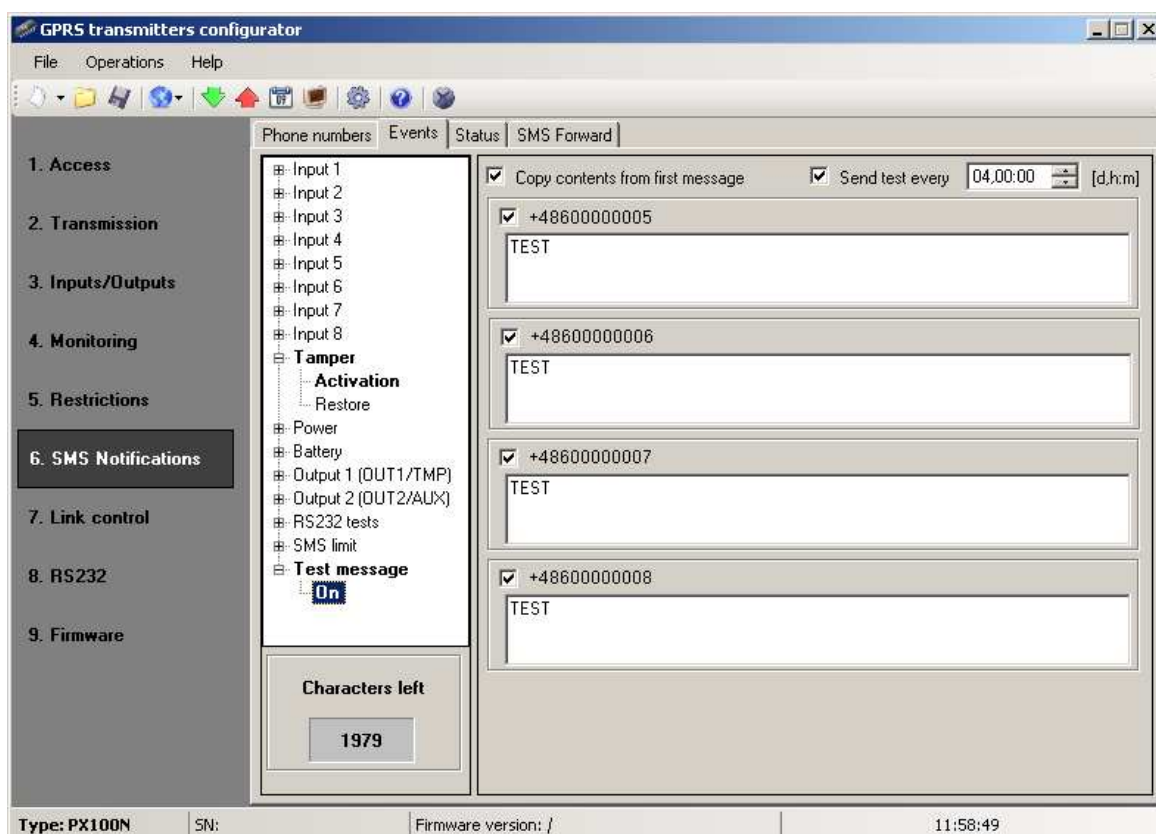 GPRS transmitters configurator
File Operations Help
Phone numbers Events Status SMS Forward
1. Access
2. Transmission
3. Inputs/Outputs
4. Monitoring
5. Restrictions
6. SMS Notifications
7. Link control
8. RS232
9. Firmware
Input 1
Input 2
Input 3
Input 4
Input 5
Input 6
Input 7
Input 8
Tamper
Activation
Restore
Power
Battery
Output 1 (OUT1/TMP)
Output 2 (OUT2/AUX)
RS232 tests
SMS limit
Test message
On
Characters left
1979
Copy contents from first message Send test every 04,00:00 [d,h:m]
+48600000005
TEST
+48600000006
TEST
+48600000007
TEST
+48600000008
TEST
Type: PX100N SN: Firmware version: / 11:58:49